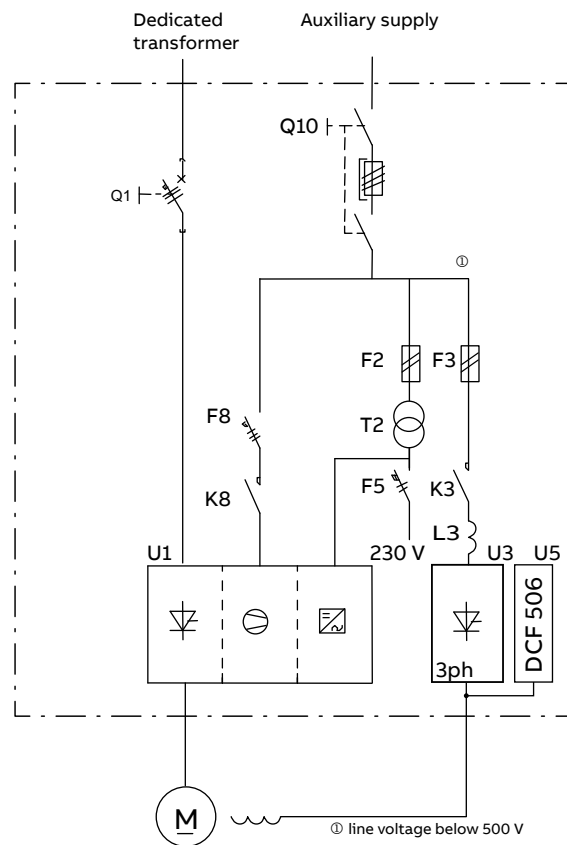 Dedicated
transformer
Auxiliary supply
Q10
Q1
①
F2
F3
T2
F8
F5
K3
K8
L3
U1
230 V
U3
U5
3ph
DCF 506
M
① line voltage below 500 V